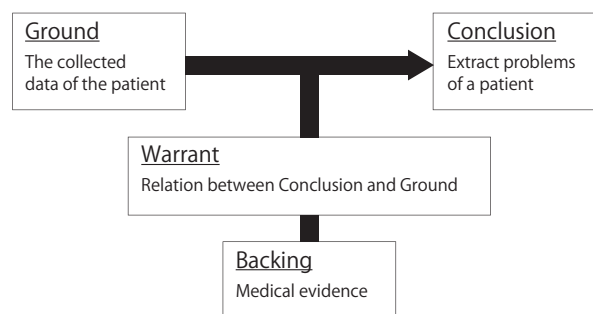 Ground
The collected
data of the patient
Conclusion
Extract problems
of a patient
Warrant
Relation between Conclusion and Ground
Backing
Medical evidence